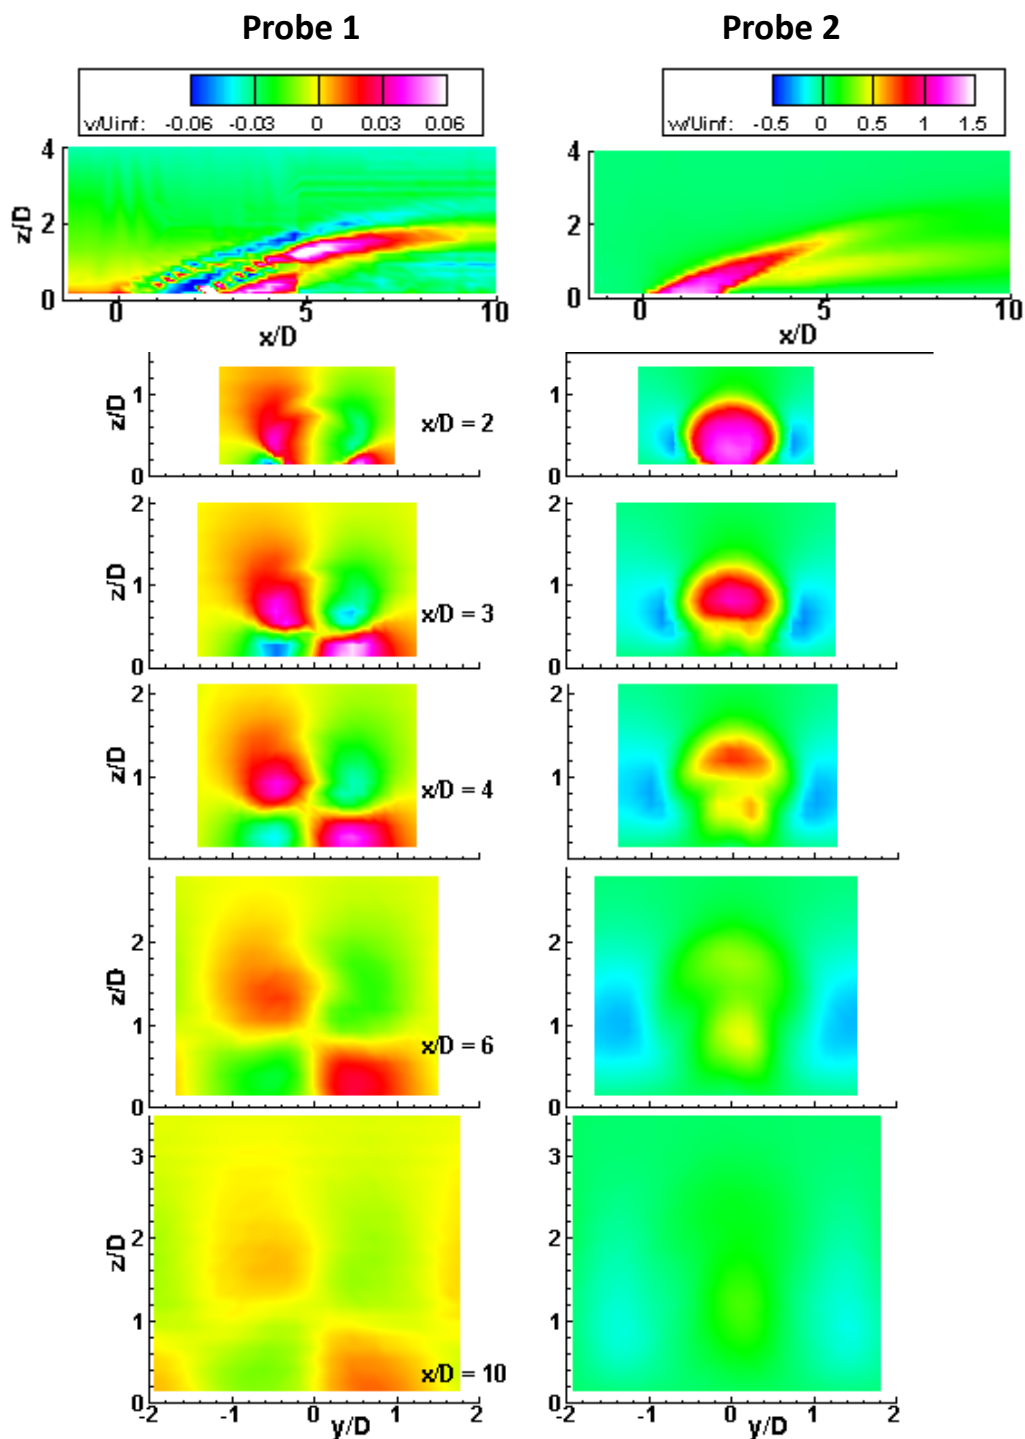 Probe 1 Probe 2
v/Uinf: -0.06 -0.03 0 0.03 0.06 w/Uinf: -0.5 0 0.5 1 1.5
4 4
z/D 2 2
0 0
0 5 10 0 5 10
x/D x/D
z/D 1 x/D = 2 1
0 0
2 2
z/D 1 x/D = 3 1
0 0
2 2
z/D 1 x/D = 4 1
2 2
z/D 1 x/D = 6 1
0 0
3 3
z/D 2 2
1 x/D = 10 1
0 0
-2 -1 0 1 2 -2 -1 0 1 2
y/D y/D